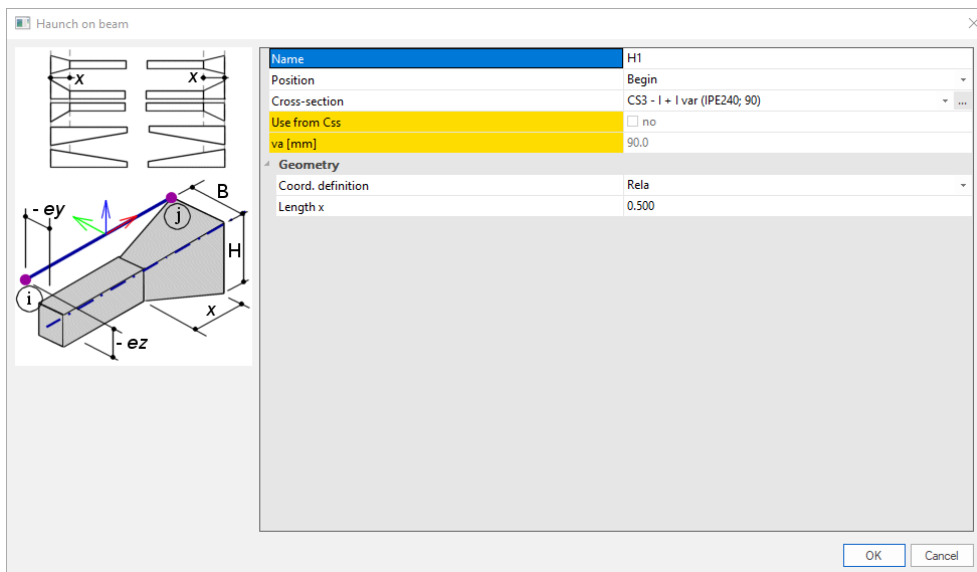 Haunch on beam
x
x
B
- ey
j
H
i
x
- ez
Name H1
Position Begin
Cross-section CS3 - I + I var (IPE240; 90) ...
Use from Css no
va [mm] 90.0
Geometry
Coord. definition Rela
Length x 0.500
OK Cancel